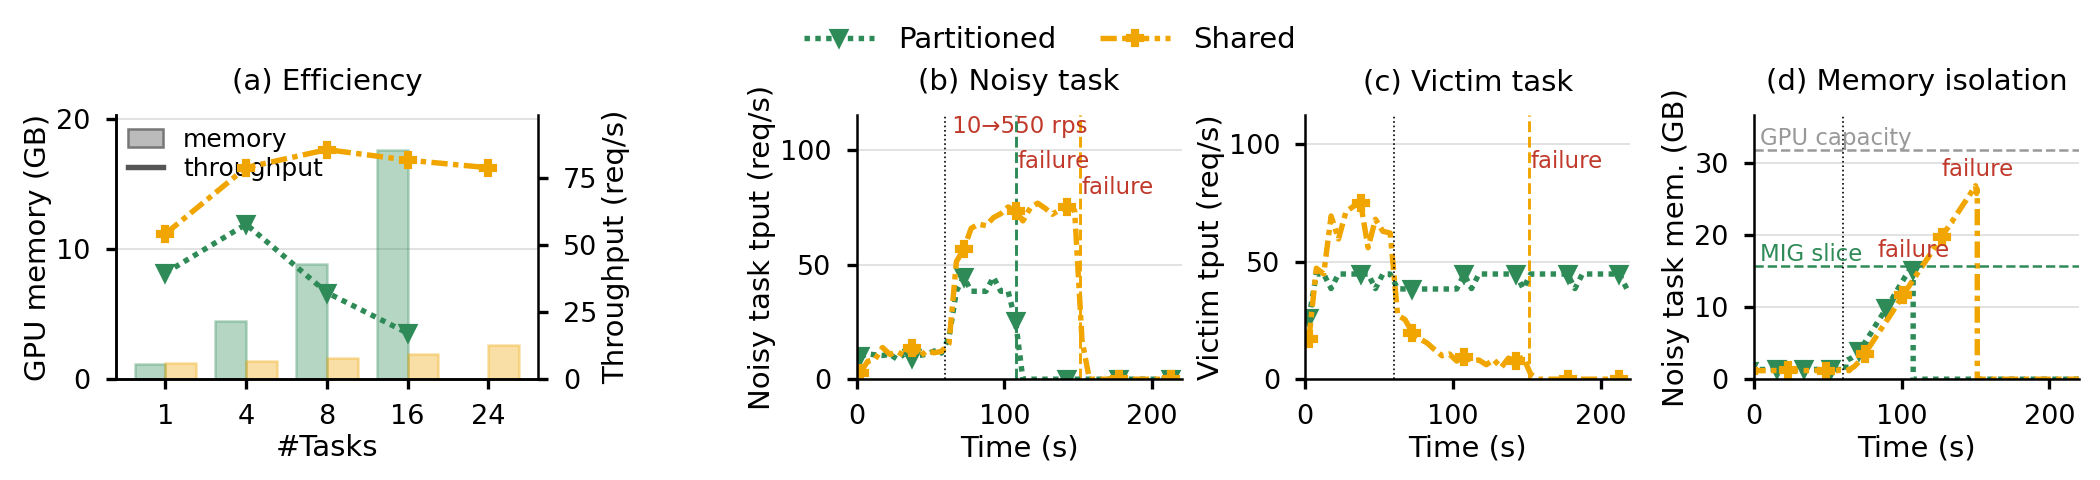 Partitioned
Shared
(a) Efficiency
GPU memory (GB)
20
10
0
memory
throughput
75
50
25
0
Throughput (req/s)
1 4 8 16 24
#Tasks
(b) Noisy task
Noisy task tput (req/s)
100
50
0
10→550 rps
failure
failure
0 100 200
Time (s)
(c) Victim task
Victim tput (req/s)
100
50
0
failure
0 100 200
Time (s)
(d) Memory isolation
Noisy task mem. (GB)
30
20
10
0
GPU capacity
failure
MIG slice
failure
0 100 200
Time (s)